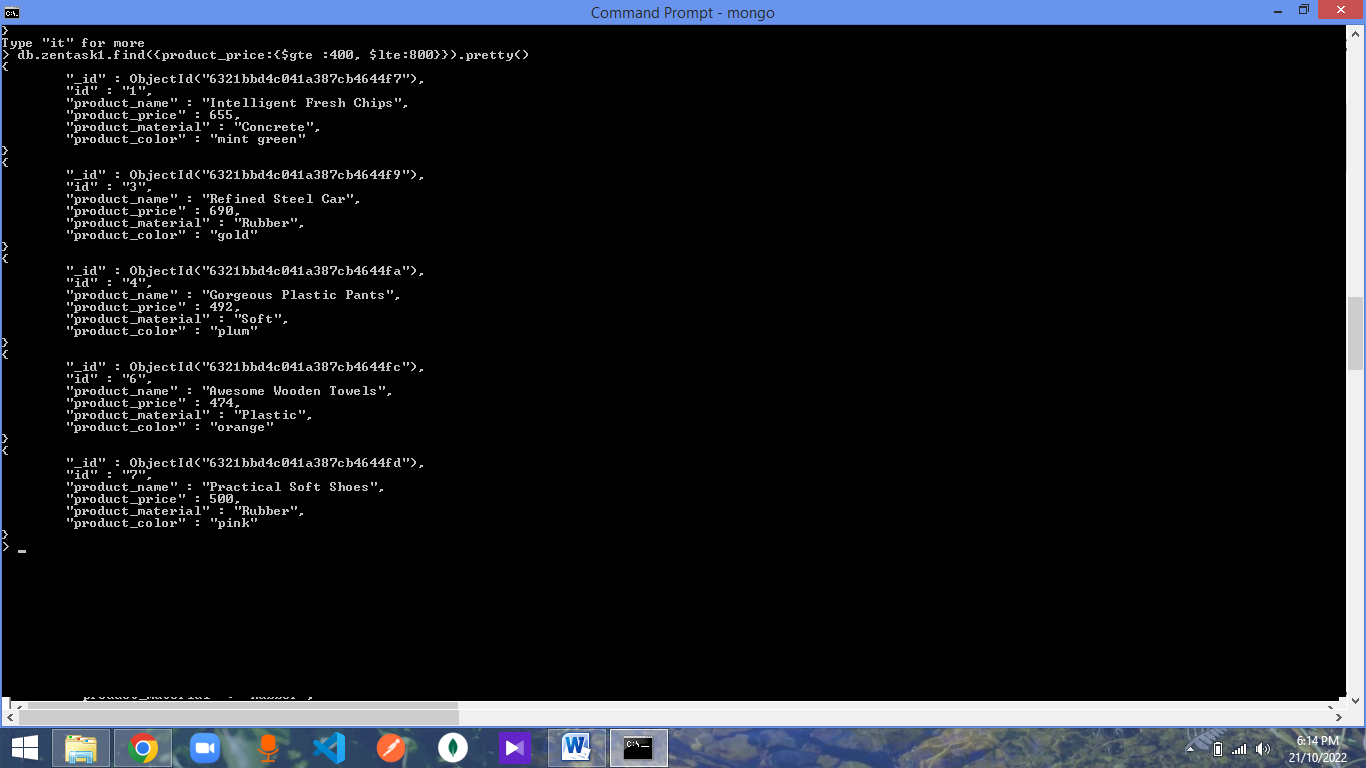 Command Prompt - mongo
}
Type "it" for more
> db.zentask1.find({product_price:{$gte :400, $lte:800}}).pretty()
{
"_id" : ObjectId("6321bbd4c041a387cb4644f7"),
"id" : "1",
"product_name" : "Intelligent Fresh Chips",
"product_price" : 655,
"product_material" : "Concrete",
"product_color" : "mint green"
}
{
"_id" : ObjectId("6321bbd4c041a387cb4644f9"),
"id" : "3",
"product_name" : "Refined Steel Car",
"product_price" : 690,
"product_material" : "Rubber",
"product_color" : "gold"
}
{
"_id" : ObjectId("6321bbd4c041a387cb4644fa"),
"id" : "4",
"product_name" : "Gorgeous Plastic Pants",
"product_price" : 492,
"product_material" : "Soft",
"product_color" : "plum"
}
{
"_id" : ObjectId("6321bbd4c041a387cb4644fc"),
"id" : "6",
"product_name" : "Awesome Wooden Towels",
"product_price" : 474,
"product_material" : "Plastic",
"product_color" : "orange"
}
{
"_id" : ObjectId("6321bbd4c041a387cb4644fd"),
"id" : "7",
"product_name" : "Practical Soft Shoes",
"product_price" : 500,
"product_material" : "Rubber",
"product_color" : "pink"
}
> _
6:14 PM
21/10/2022